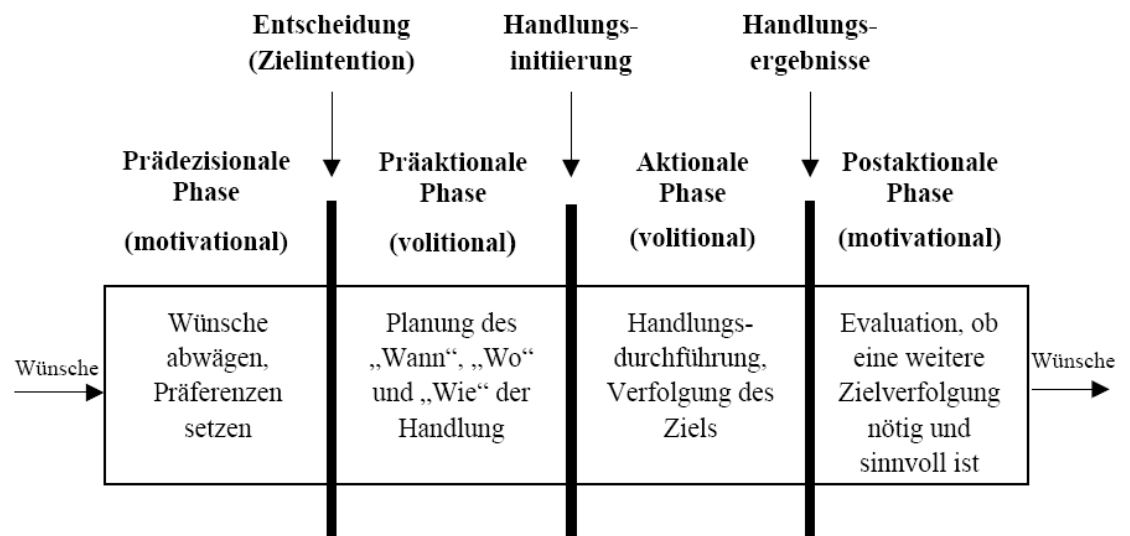 Entscheidung
(Zielintention)
Handlungs-
initiierung
Handlungs-
ergebnisse
Prädezisionale
Phase
(motivational)
Präaktionale
Phase
(volitional)
Aktionale
Phase
(volitional)
Postaktionale
Phase
(motivational)
Wünsche
Wünsche
abwägen,
Präferenzen
setzen
Planung des
„Wann“, „Wo“
und „Wie“ der
Handlung
Handlungs-
durchführung,
Verfolgung des
Ziels
Evaluation, ob
eine weitere
Zielverfolgung
nötig und
sinnvoll ist
Wünsche